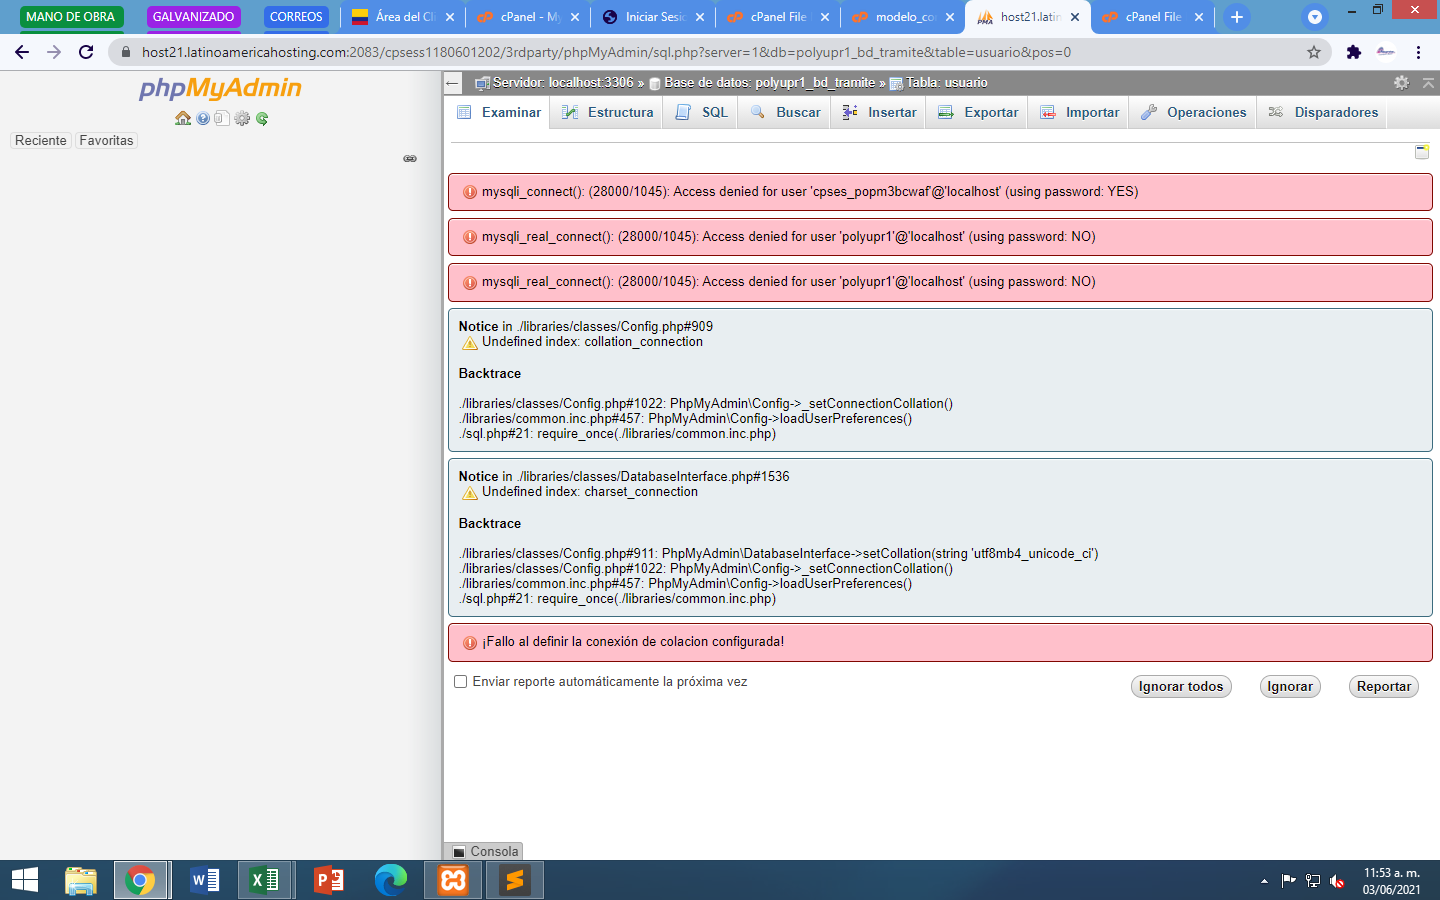 MANO DE OBRA
GALVANIZADO
CORREOS
Área del Cli
cPanel - My
Iniciar Sesic
cPanel File
modelo_co
host21.latin
cPanel File
host21.latinoamericahosting.com:2083/cpsess1180601202/3rdparty/phpMyAdmin/sql.php?server=1&db=polyupr1_bd_tramite&table=usuario&pos=0
phpMyAdmin
Reciente Favoritas
Servidor: localhost:3306 » Base de datos: polyupr1_bd_tramite » Tabla: usuario
Examinar Estructura SQL Buscar Insertar Exportar Importar Operaciones Disparadores
mysqli_connect(): (28000/1045): Access denied for user 'cpses_popm3bcwaf'@'localhost' (using password: YES)
mysqli_real_connect(): (28000/1045): Access denied for user 'polyupr1'@'localhost' (using password: NO)
mysqli_real_connect(): (28000/1045): Access denied for user 'polyupr1'@'localhost' (using password: NO)
Notice in ./libraries/classes/Config.php#909
Undefined index: collation_connection
Backtrace
./libraries/classes/Config.php#1022: PhpMyAdmin\Config->_setConnectionCollation()
./libraries/common.inc.php#457: PhpMyAdmin\Config->loadUserPreferences()
./sql.php#21: require_once(./libraries/common.inc.php)
Notice in ./libraries/classes/DatabaseInterface.php#1536
Undefined index: charset_connection
Backtrace
./libraries/classes/Config.php#911: PhpMyAdmin\DatabaseInterface->setCollation(string 'utf8mb4_unicode_ci')
./libraries/classes/Config.php#1022: PhpMyAdmin\Config->_setConnectionCollation()
./libraries/common.inc.php#457: PhpMyAdmin\Config->loadUserPreferences()
./sql.php#21: require_once(./libraries/common.inc.php)
¡Fallo al definir la conexión de colacion configurada!
Enviar reporte automáticamente la próxima vez
Ignorar todos Ignorar Reportar
Consola
11:53 a. m.
03/06/2021